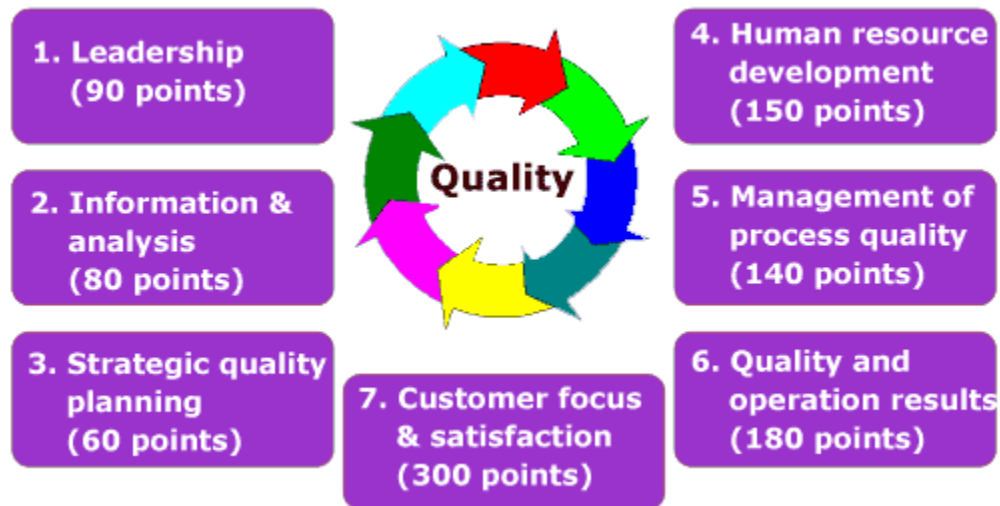 1. Leadership
(90 points)
2. Information &
analysis
(80 points)
3. Strategic quality
planning
(60 points)
Quality
4. Human resource
development
(150 points)
5. Management of
process quality
(140 points)
6. Quality and
operation results
(180 points)
7. Customer focus
& satisfaction
(300 points)